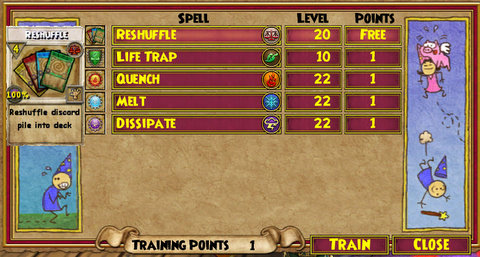 SPELL LEVEL POINTS
RESHUFFLE
4
100%
Reshuffle discard
pile into deck
RESHUFFLE 20 FREE
LIFE TRAP 10 1
QUENCH 22 1
MELT 22 1
DISSIPATE 22 1
TRAINING POINTS 1
TRAIN
CLOSE